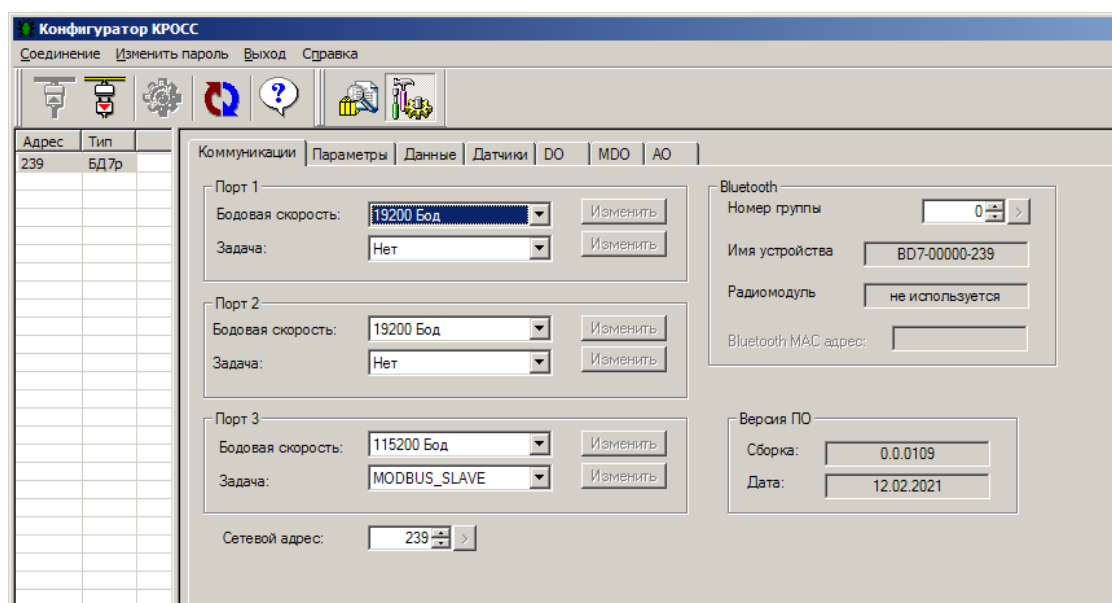 Конфигуратор КРОСС
Соединение Изменить пароль Выход Справка
Адрес Тип
239 БД7р
Коммуникации Параметры Данные Датчики DO MDO AO
Порт 1
Бодовая скорость: 19200 Бод Изменить
Задача: Нет Изменить
Порт 2
Бодовая скорость: 19200 Бод Изменить
Задача: Нет Изменить
Порт 3
Бодовая скорость: 115200 Бод Изменить
Задача: MODBUS_SLAVE Изменить
Сетевой адрес: 239 >
Bluetooth
Номер группы 0 >
Имя устройства BD7-00000-239
Радиомодуль не используется
Bluetooth MAC адрес:
Версия ПО
Сборка: 0.0.0109
Дата: 12.02.2021